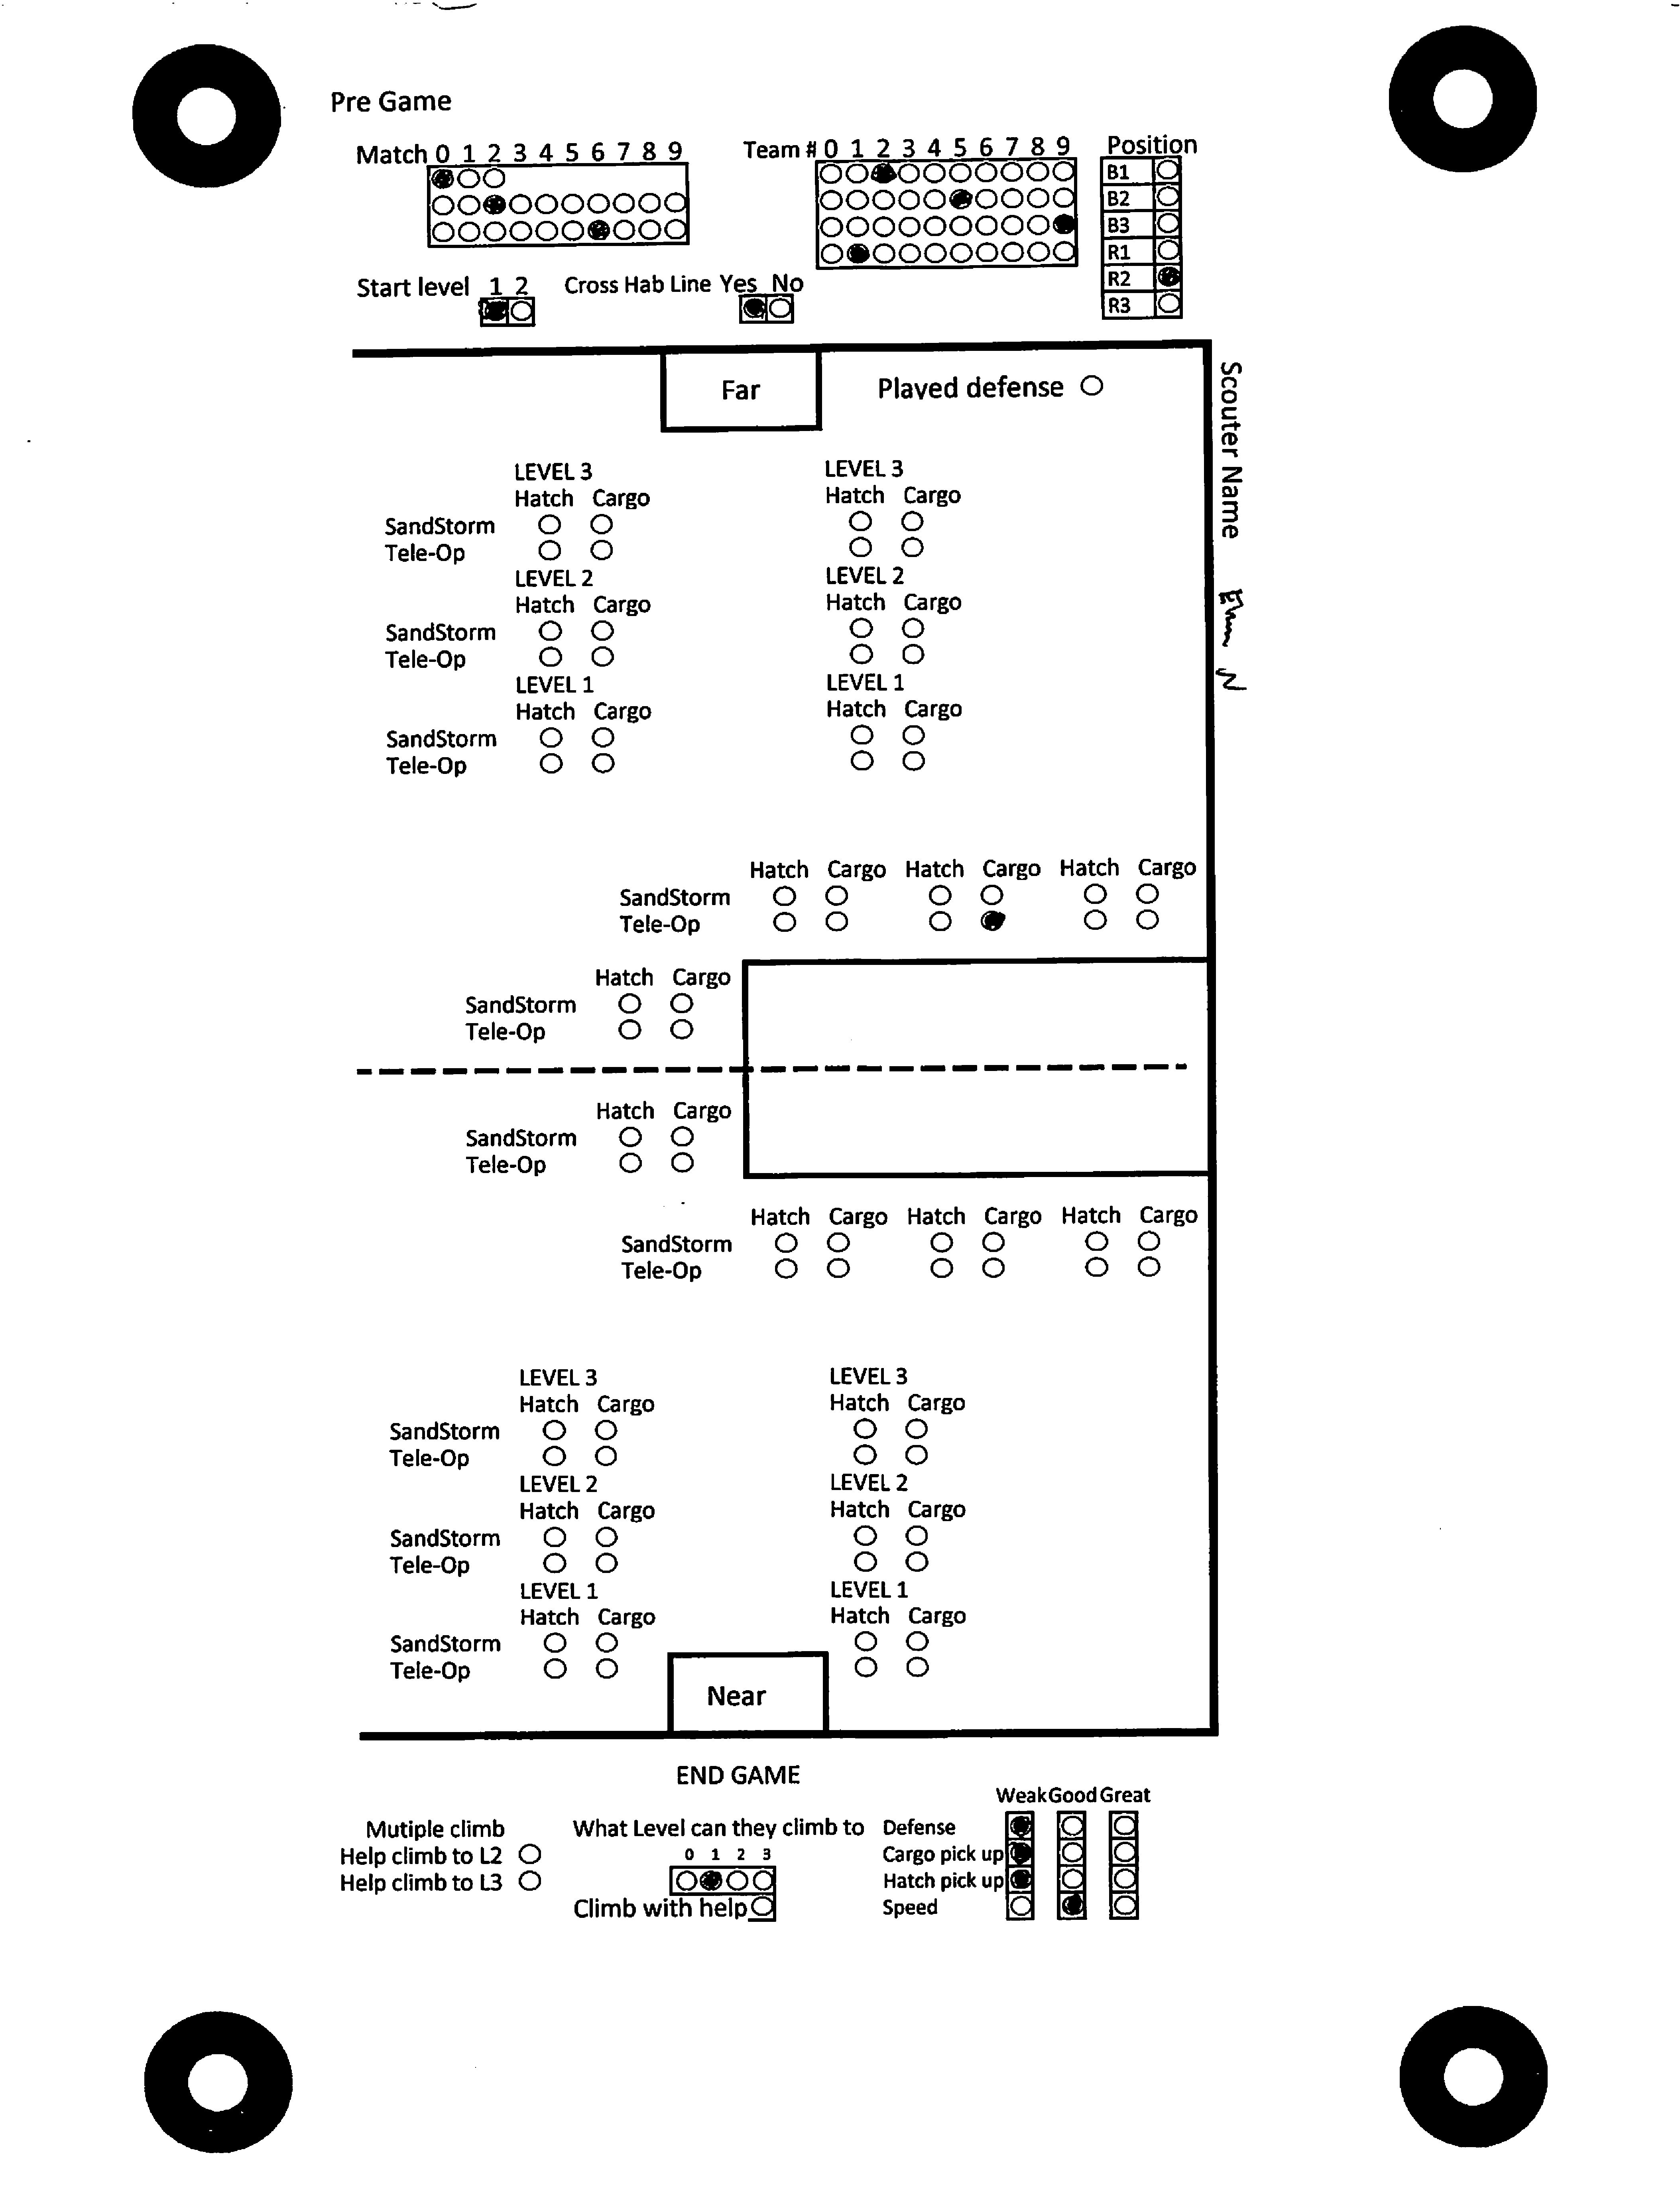 Pre Game
Match 0 1 2 3 4 5 6 7 8 9
Team # 0 1 2 3 4 5 6 7 8 9
Position
B1
B2
B3
R1
R2
R3
Start level 1 2
Cross Hab Line Yes No
Far
Played defense
Scouter Name
LEVEL 3 LEVEL 3
Hatch Cargo Hatch Cargo
SandStorm
Tele-Op
LEVEL 2 LEVEL 2
Hatch Cargo Hatch Cargo
SandStorm
Tele-Op
LEVEL 1 LEVEL 1
Hatch Cargo Hatch Cargo
SandStorm
Tele-Op
Hatch Cargo Hatch Cargo Hatch Cargo
SandStorm
Tele-Op
Hatch Cargo
SandStorm
Tele-Op
Hatch Cargo
SandStorm
Tele-Op
Hatch Cargo Hatch Cargo Hatch Cargo
SandStorm
Tele-Op
LEVEL 3 LEVEL 3
Hatch Cargo Hatch Cargo
SandStorm
Tele-Op
LEVEL 2 LEVEL 2
Hatch Cargo Hatch Cargo
SandStorm
Tele-Op
LEVEL 1 LEVEL 1
Hatch Cargo Hatch Cargo
SandStorm
Tele-Op
Near
END GAME
Mutiple climb
Help climb to L2
Help climb to L3
What Level can they climb to
0 1 2 3
Climb with help
Weak Good Great
Defense
Cargo pick up
Hatch pick up
Speed